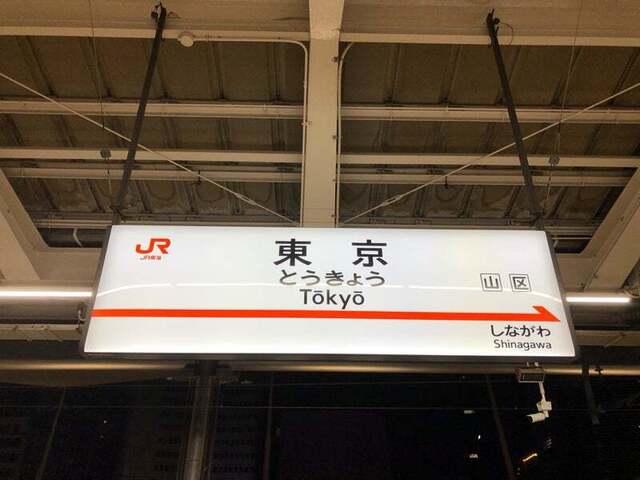 JR
JR東海
東京
とうきょう
Tōkyō
山区
しながわ
Shinagawa